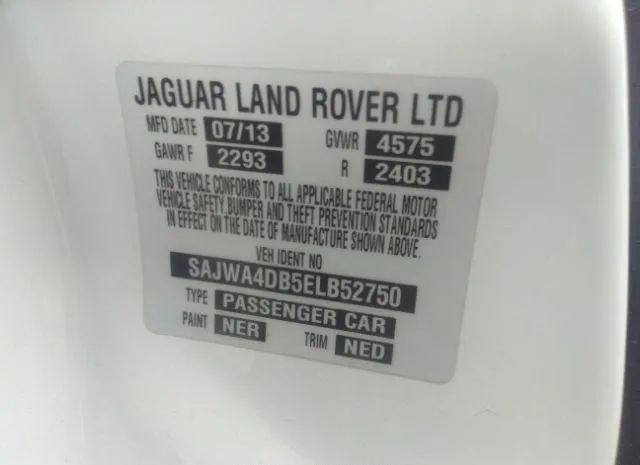 JAGUAR LAND ROVER LTD
MFD DATE 07/13 GVWR 4575
GAWR F 2293 R 2403
THIS VEHICLE CONFORMS TO ALL APPLICABLE FEDERAL MOTOR
VEHICLE SAFETY, BUMPER AND THEFT PREVENTION STANDARDS
IN EFFECT ON THE DATE OF MANUFACTURE SHOWN ABOVE.
VEH IDENT NO
SAJWA4DB5ELB52750
TYPE PASSENGER CAR
PAINT NER TRIM NED